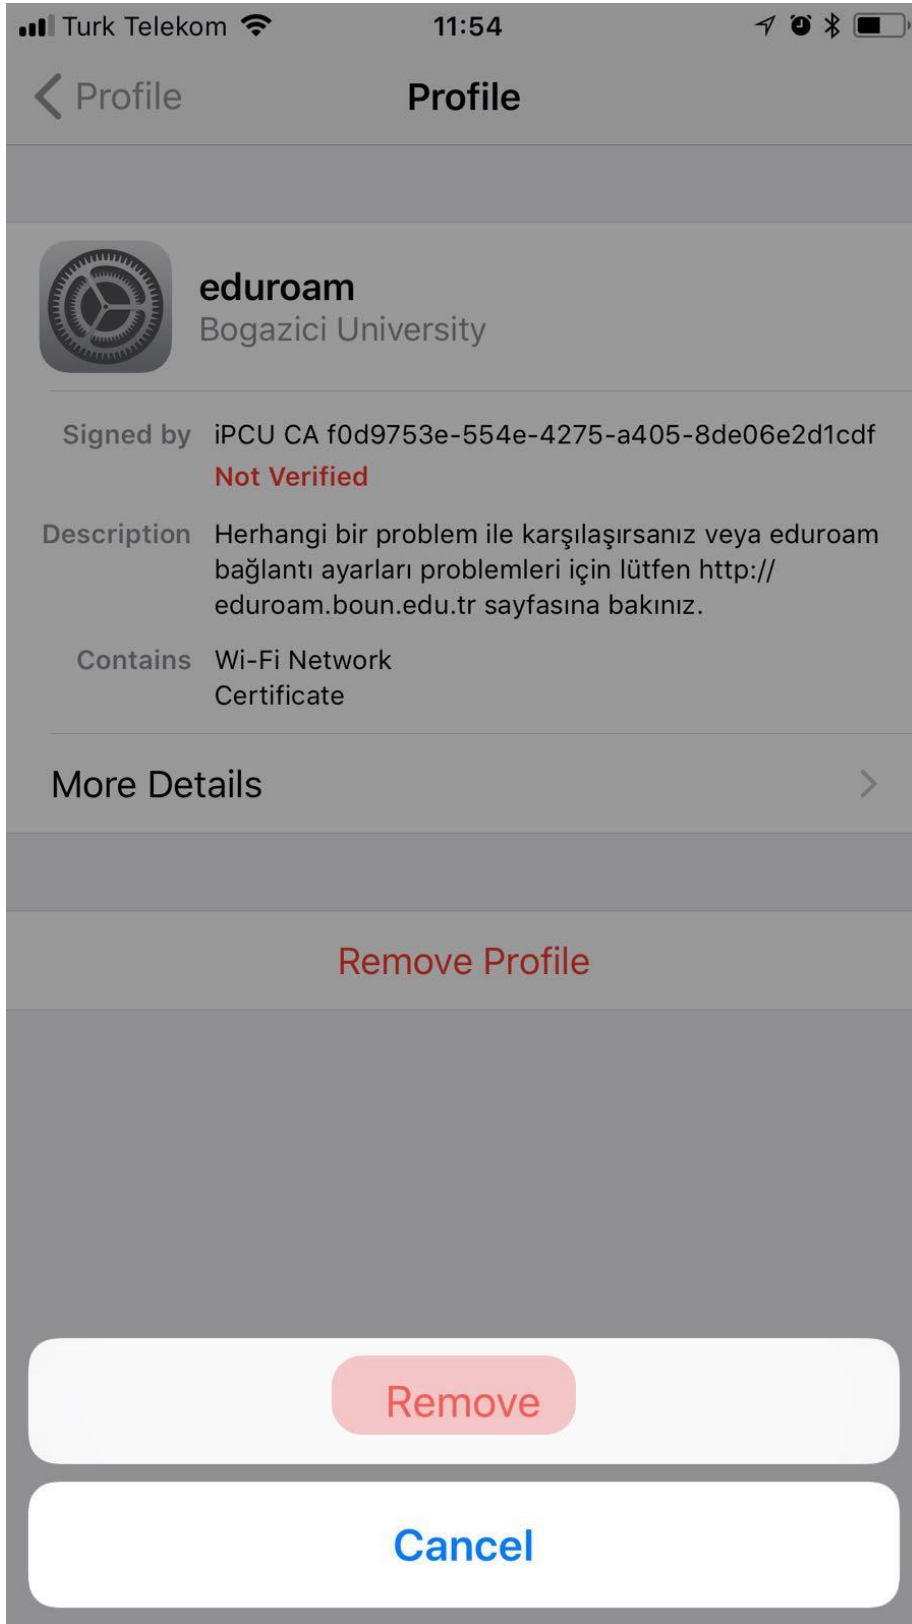 Turk Telekom
11:54
Profile
Profile
eduroam
Bogazici University
Signed by iPCU CA f0d9753e-554e-4275-a405-8de06e2d1cdf
Not Verified
Description Herhangi bir problem ile karşılaşırsanız veya eduroam
bağlantı ayarları problemleri için lütfen http://
eduroam.boun.edu.tr sayfasına bakınız.
Contains Wi-Fi Network
Certificate
More Details
Remove Profile
Remove
Cancel